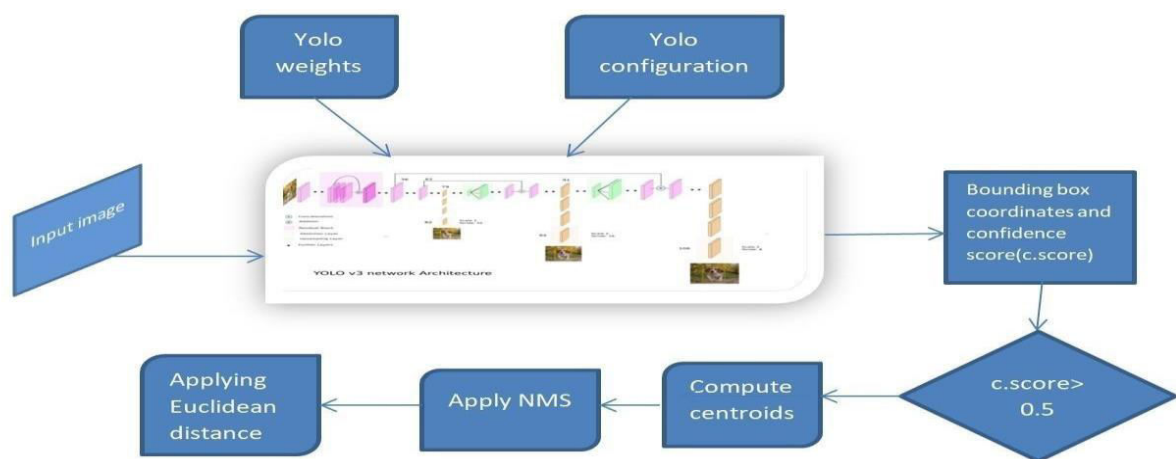 Yolo
weights
Yolo
configuration
Input image
YOLO v3 network Architecture
Bounding box
coordinates and
confidence
score(c.score)
c.score>
0.5
Compute
centroids
Apply NMS
Applying
Euclidean
distance